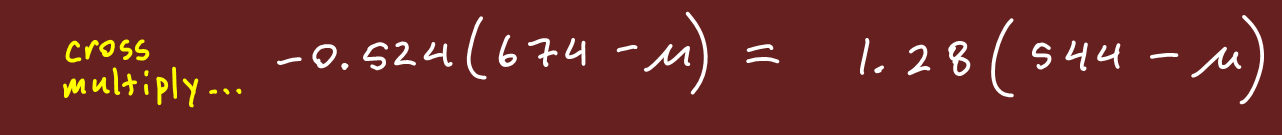 cross
multiply... -0.524(674 - μ) = 1.28(544 - μ)